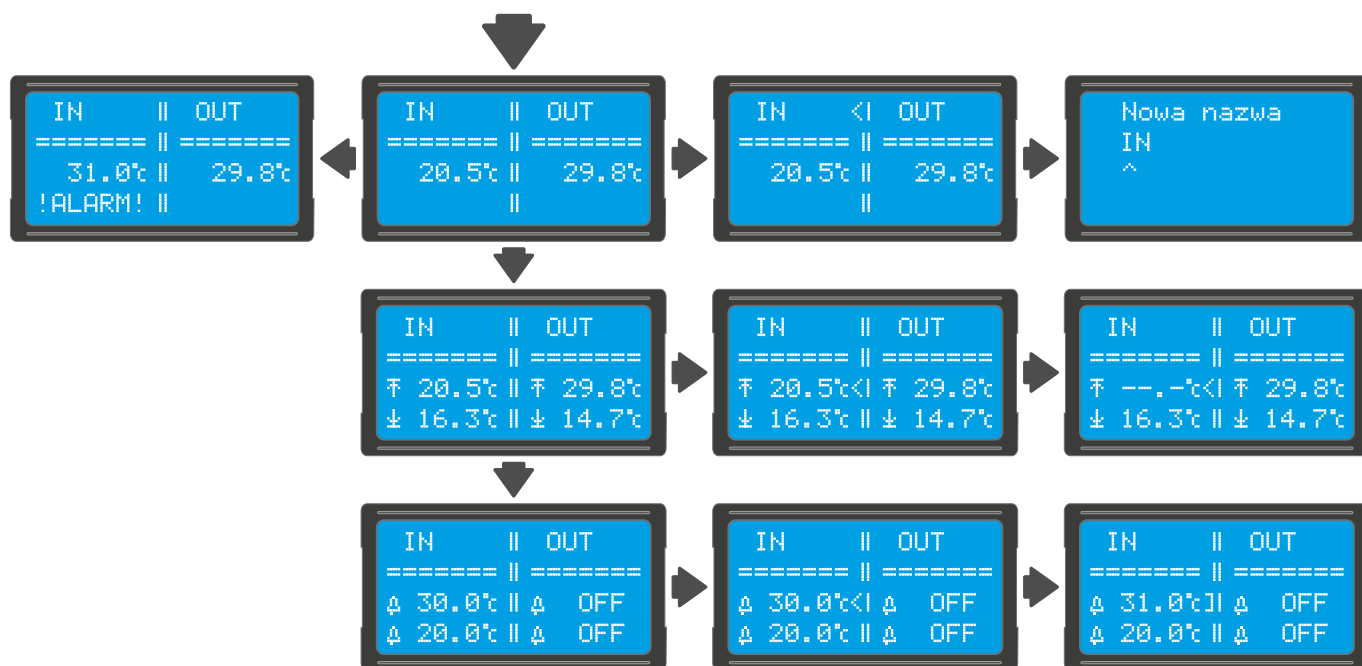 IN || OUT
======= || =======
31.0°c || 29.8°c
!ALARM! ||
IN || OUT
======= || =======
20.5°c || 29.8°c
||
IN <| OUT
======= || =======
20.5°c || 29.8°c
||
Nowa nazwa
IN
^
IN || OUT
======= || =======
↑ 20.5°c || ↑ 29.8°c
↓ 16.3°c || ↓ 14.7°c
IN || OUT
======= || =======
↑ 20.5°c<| ↑ 29.8°c
↓ 16.3°c || ↓ 14.7°c
IN || OUT
======= || =======
↑ --.-°c<| ↑ 29.8°c
↓ 16.3°c || ↓ 14.7°c
IN || OUT
======= || =======
🔔 30.0°c || 🔔 OFF
🔔 20.0°c || 🔔 OFF
IN || OUT
======= || =======
🔔 30.0°c<| 🔔 OFF
🔔 20.0°c || 🔔 OFF
IN || OUT
======= || =======
🔔 31.0°c]| 🔔 OFF
🔔 20.0°c || 🔔 OFF